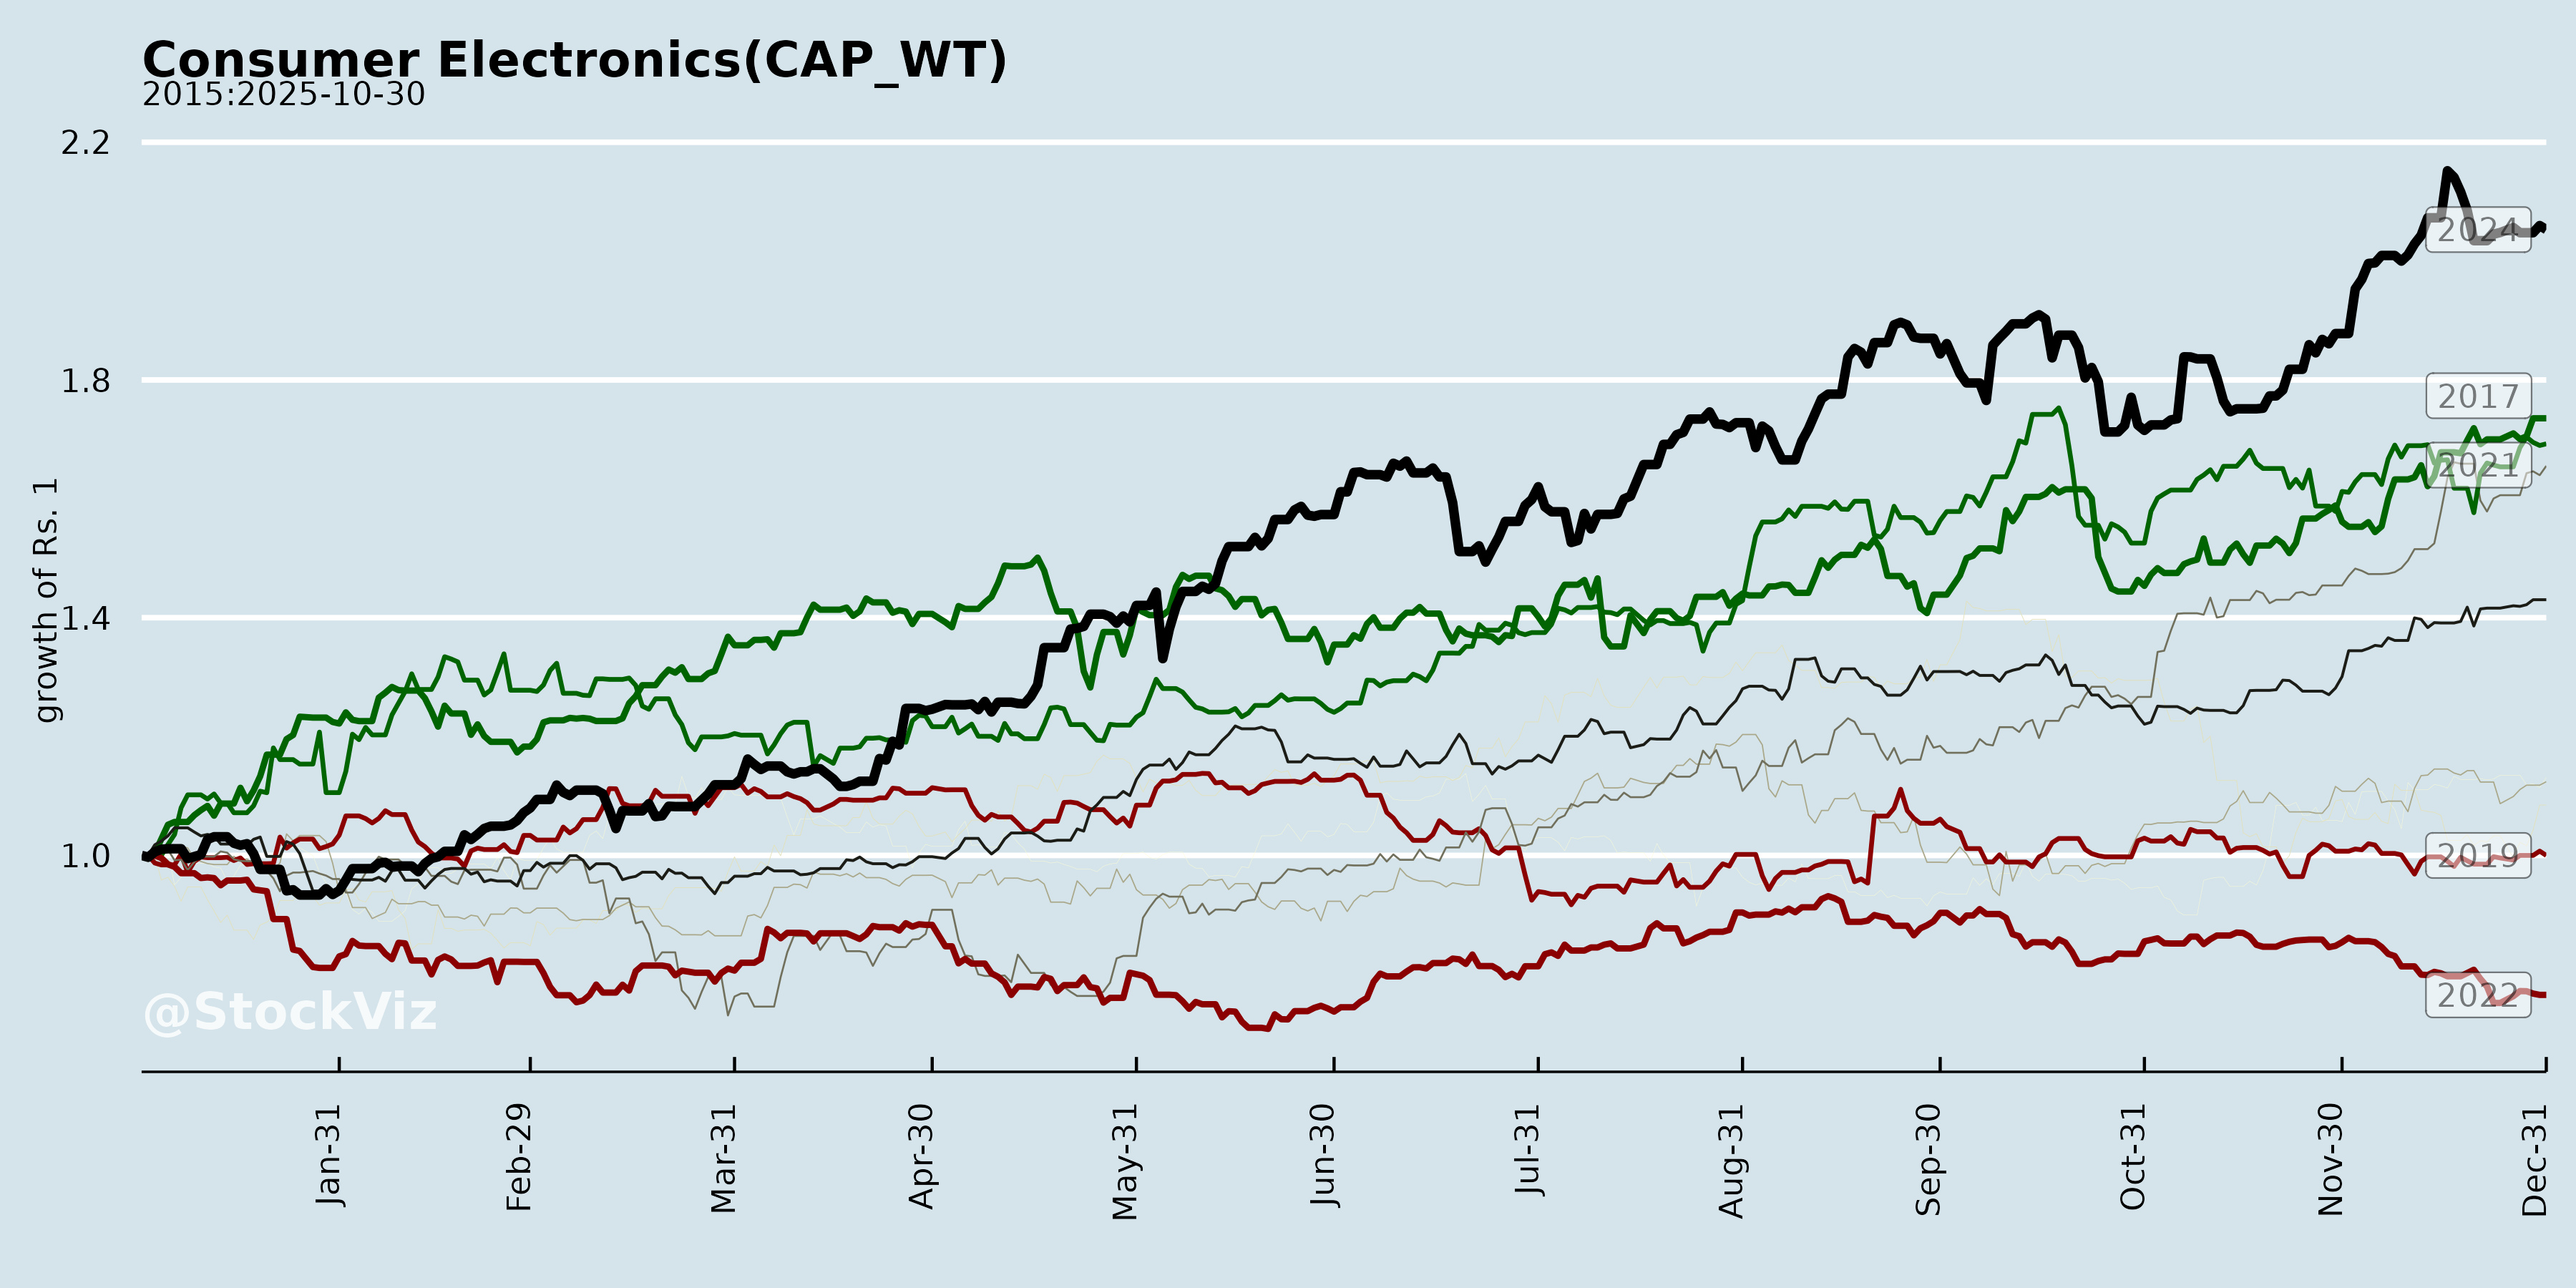 Consumer Electronics(CAP_WT)
2015:2025-10-30
growth of Rs. 1
2.2
1.8
1.4
1.0
2024
2017
2021
2019
2022
@StockViz
Jan-31
Feb-29
Mar-31
Apr-30
May-31
Jun-30
Jul-31
Aug-31
Sep-30
Oct-31
Nov-30
Dec-31